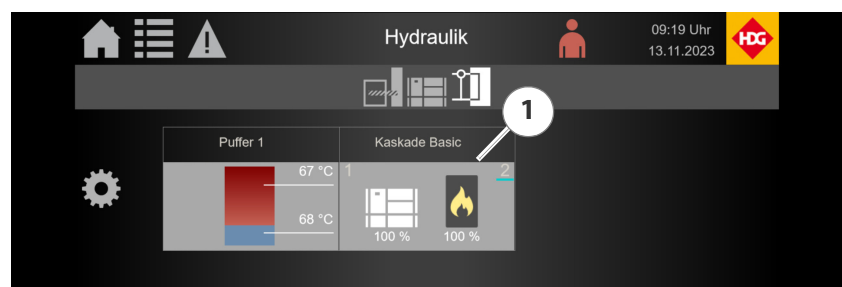 Hydraulik
09:19 Uhr
13.11.2023
HDG
1
Puffer 1
Kaskade Basic
67 °C
68 °C
1
2
100 %
100 %